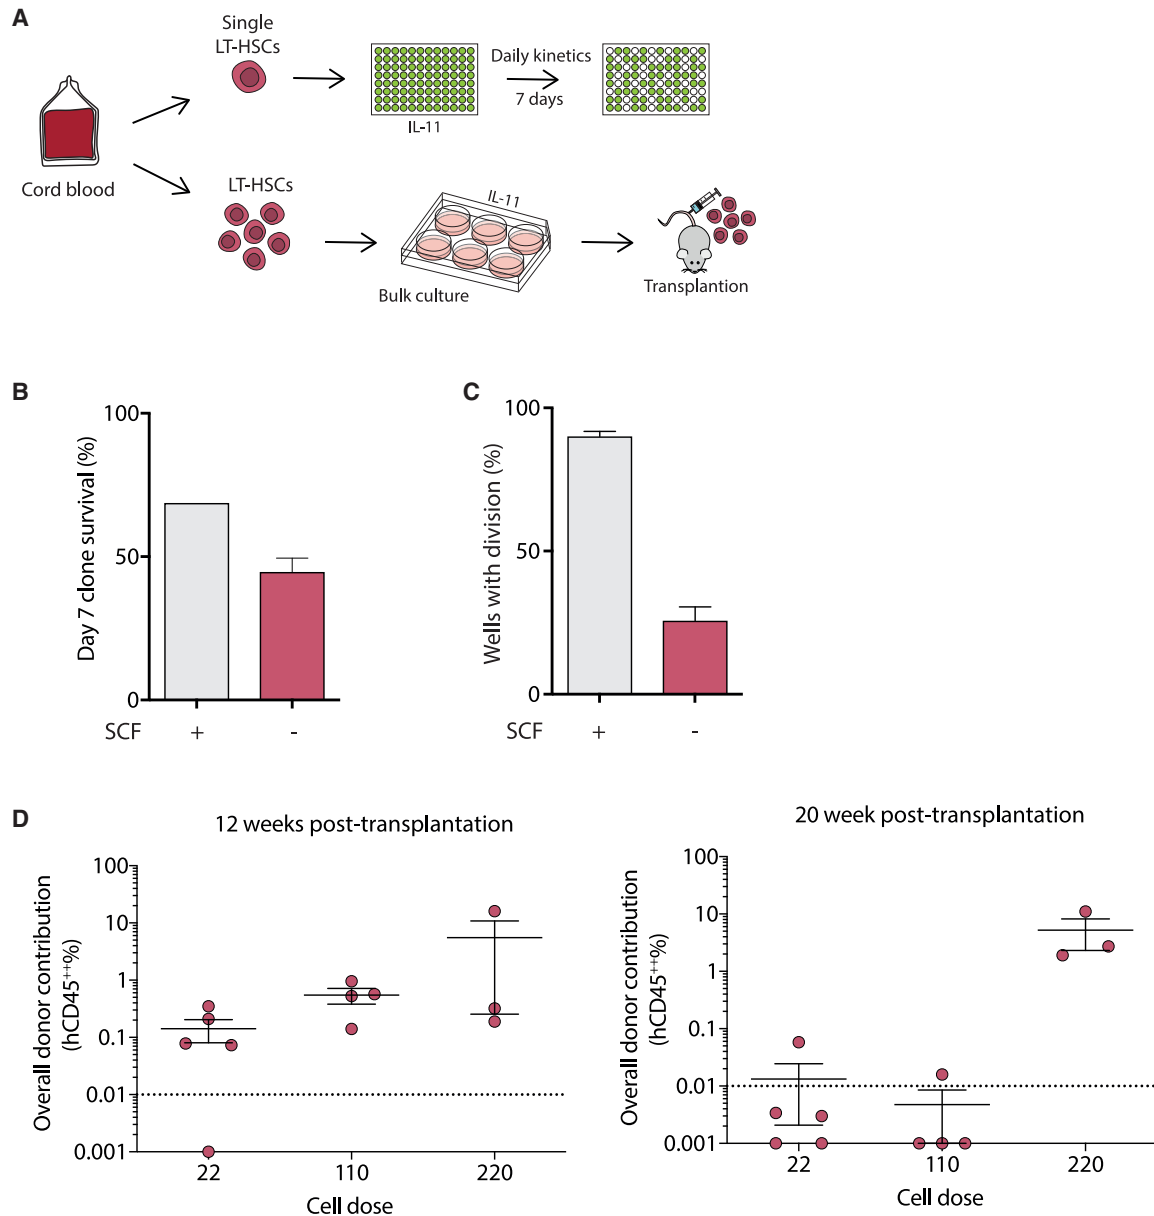 A
Single
LT-HSCs
Daily kinetics
7 days
IL-11
Cord blood
LT-HSCs
IL-11
Bulk culture
Transplantion
B
Day 7 clone survival (%)
100
50
0
SCF + -
C
Wells with division (%)
100
50
0
SCF + -
D
12 weeks post-transplantation
Overall donor contribution
(hCD45++%)
100
10
1
0.1
0.01
0.001
22 110 220
Cell dose
20 week post-transplantation
Overall donor contribution
(hCD45++%)
100
10
1
0.1
0.01
0.001
22 110 220
Cell dose